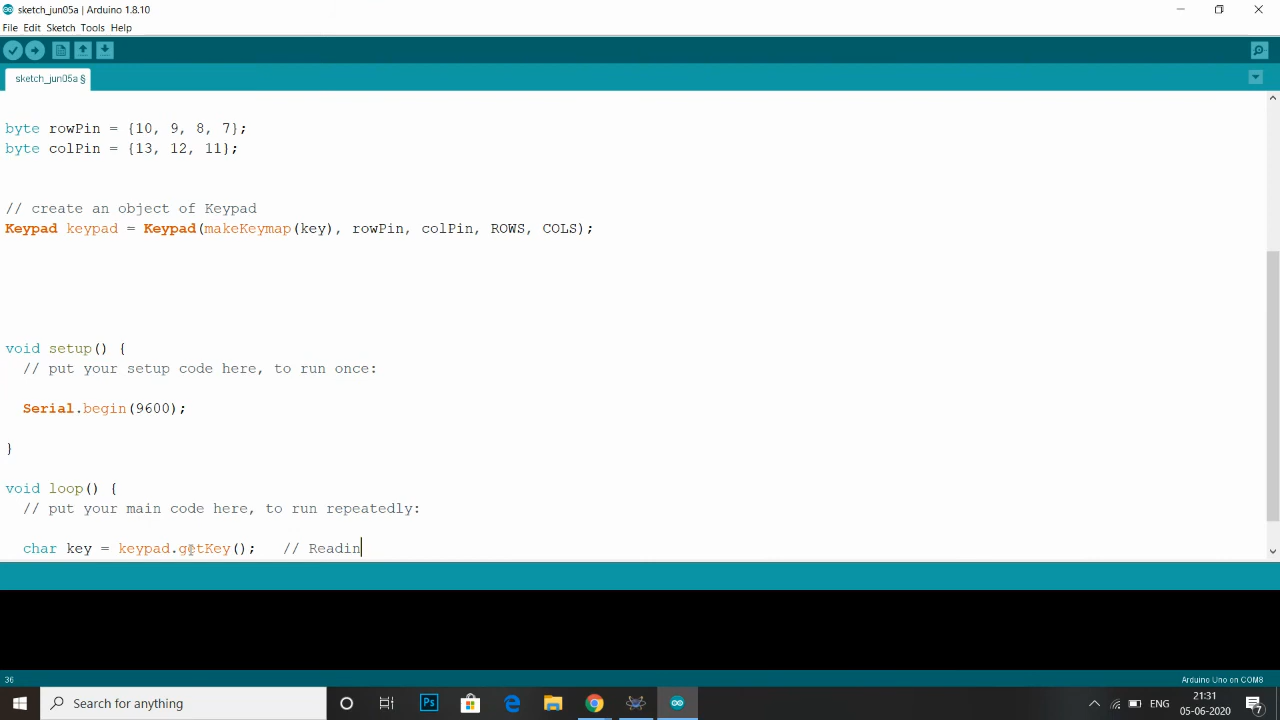 sketch_jun05a | Arduino 1.8.10
File Edit Sketch Tools Help
sketch_jun05a §
byte rowPin = {10, 9, 8, 7};
byte colPin = {13, 12, 11};
// create an object of Keypad
Keypad keypad = Keypad(makeKeymap(key), rowPin, colPin, ROWS, COLS);
void setup() {
// put your setup code here, to run once:
Serial.begin(9600);
}
void loop() {
// put your main code here, to run repeatedly:
char key = keypad.getKey(); // Readin
36
Arduino Uno on COM8
Search for anything
Ps
ENG
21:31
05-06-2020
7